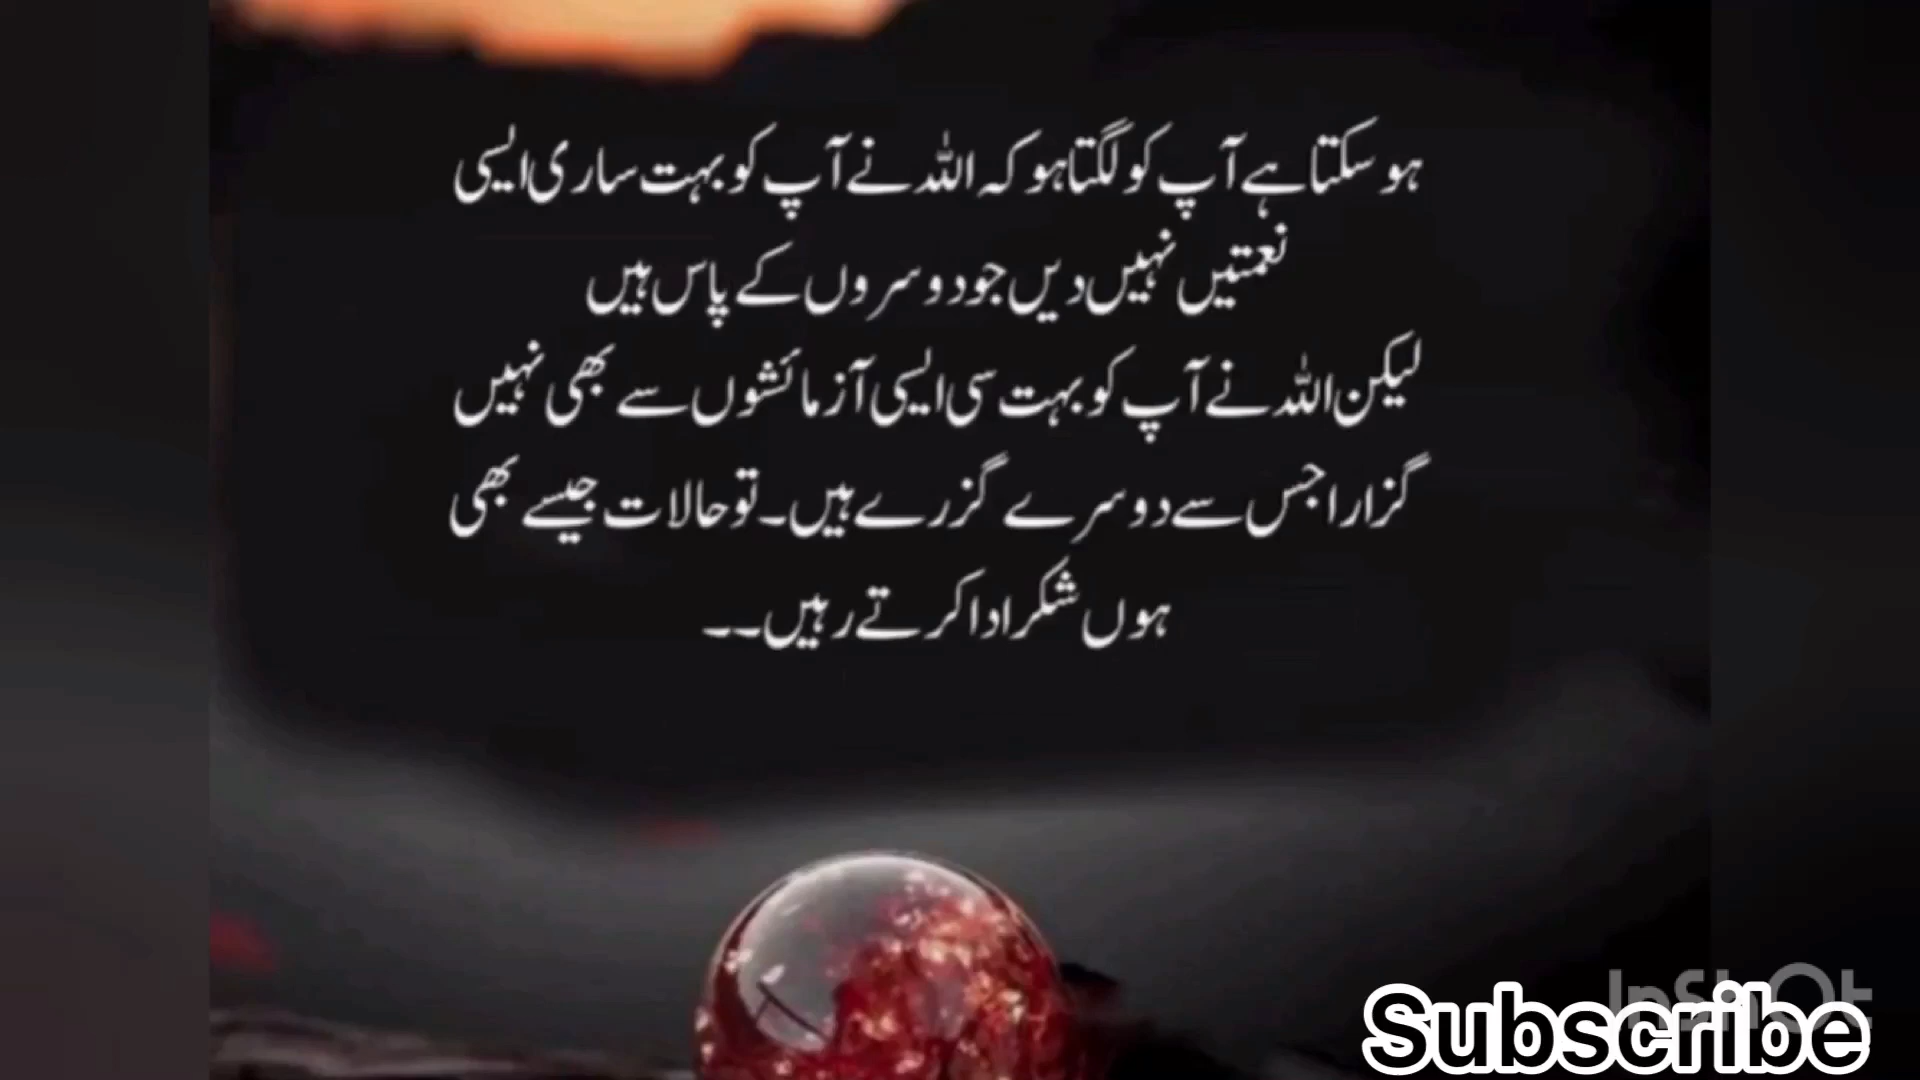 ہو سکتا ہے آپ کو لگتا ہو کہ اللہ نے آپ کو بہت ساری ایسی
نعمتیں نہیں دیں جو دوسروں کے پاس ہیں
لیکن اللہ نے آپ کو بہت سی ایسی آزمائشوں سے بھی نہیں
گزارا جس سے دوسرے گزرے ہیں۔ تو حالات جیسے بھی
ہوں شکر ادا کرتے رہیں۔۔
InShOt
Subscribe